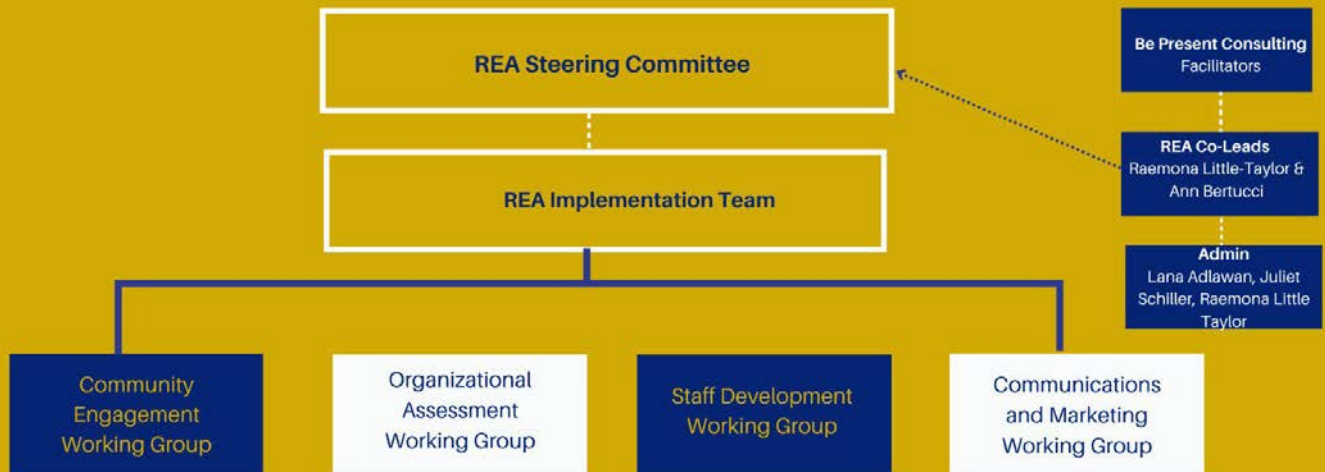 REA Steering Committee
REA Implementation Team
Be Present Consulting
Facilitators
REA Co-Leads
Raemona Little-Taylor &
Ann Bertucci
Admin
Lana Adlawan, Juliet
Schiller, Raemona Little
Taylor
Community
Engagement
Working Group
Organizational
Assessment
Working Group
Staff Development
Working Group
Communications
and Marketing
Working Group